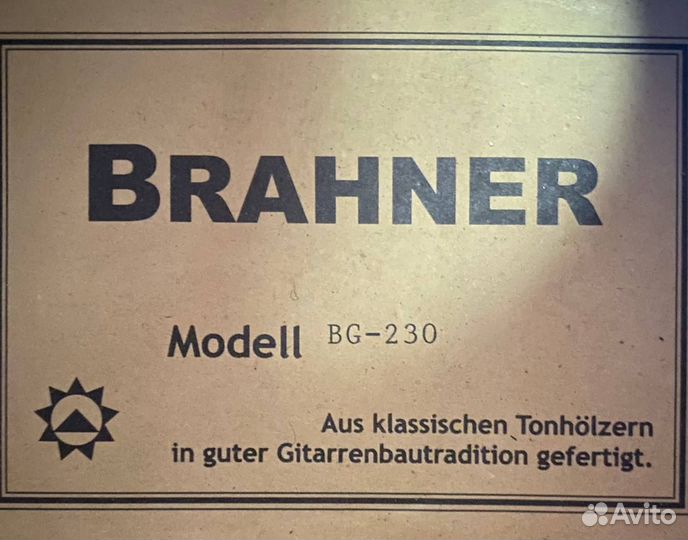 BRAHNER
Modell BG-230
Aus klassischen Tonhölzern
in guter Gitarrenbautradition gefertigt.
Avito